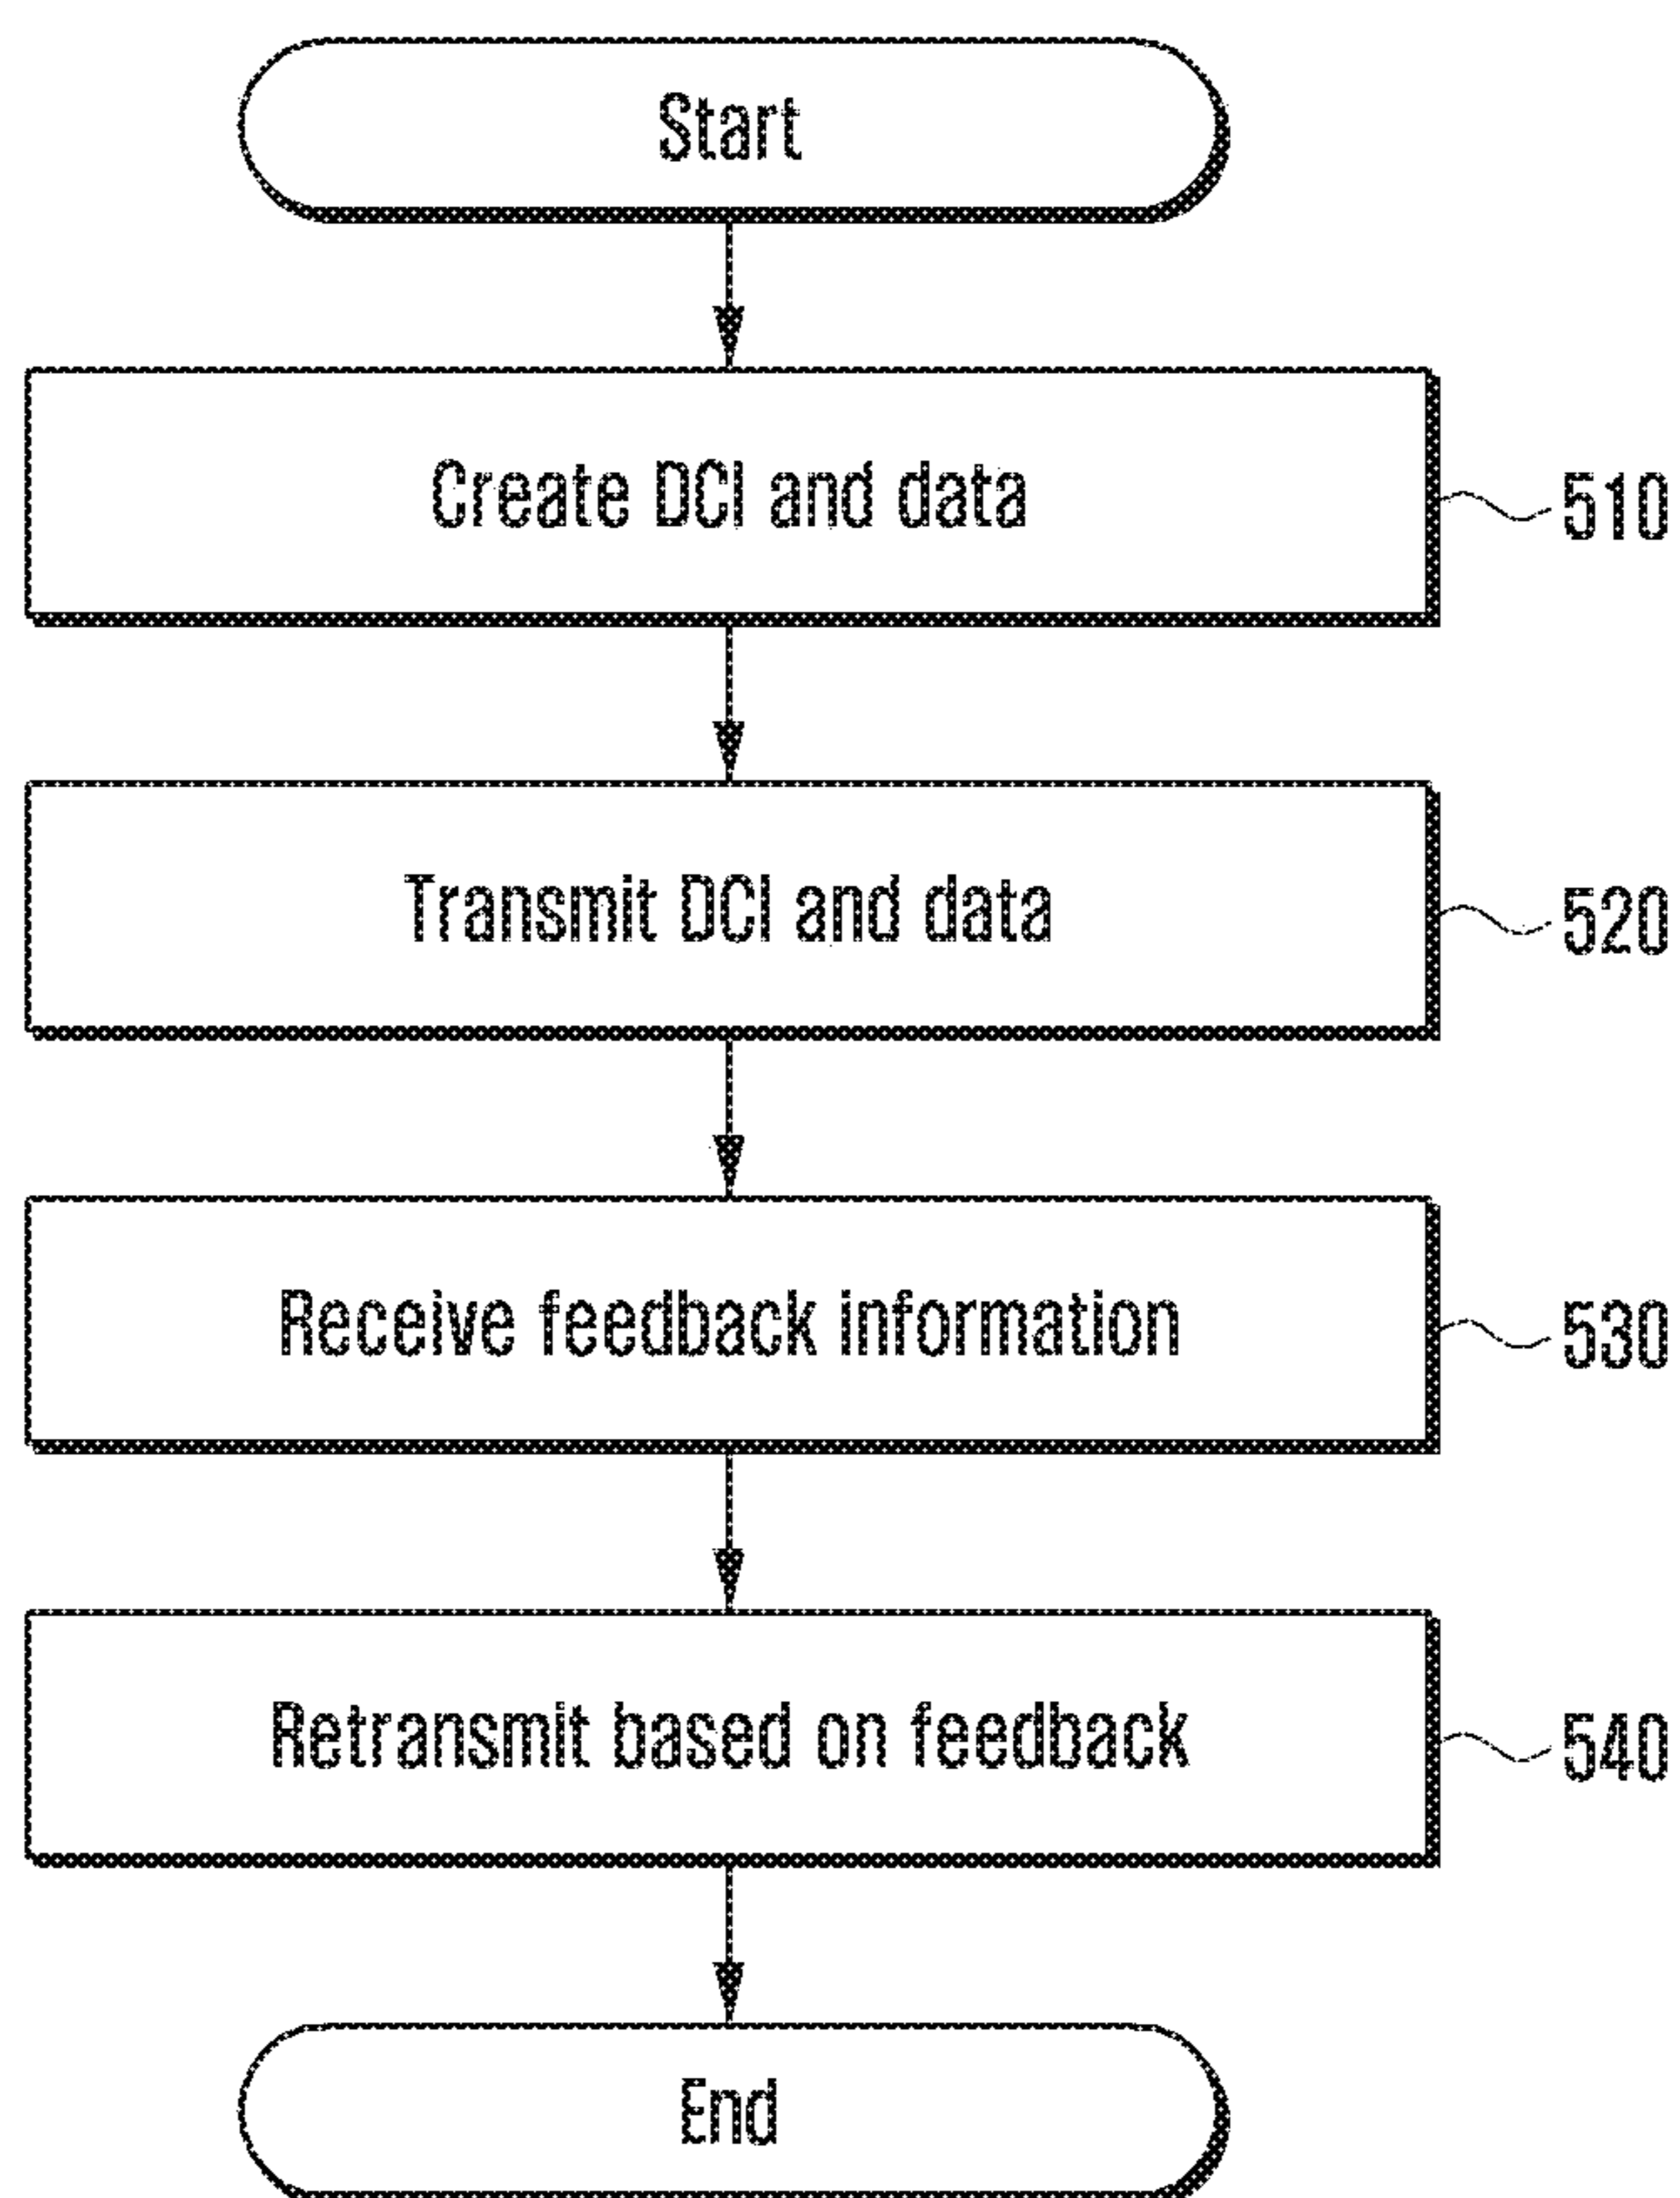 Start
Create DCI and data
510
Transmit DCI and data
520
Receive feedback information
530
Retransmit based on feedback
540
End